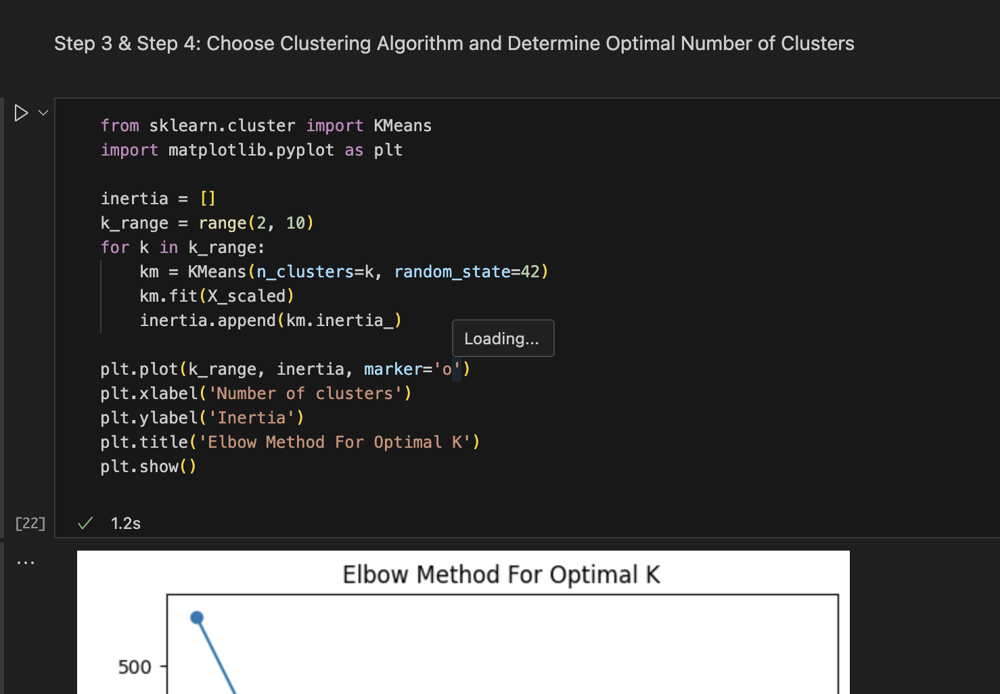 Step 3 & Step 4: Choose Clustering Algorithm and Determine Optimal Number of Clusters
from sklearn.cluster import KMeans
import matplotlib.pyplot as plt
inertia = []
k_range = range(2, 10)
for k in k_range:
    km = KMeans(n_clusters=k, random_state=42)
    km.fit(X_scaled)
    inertia.append(km.inertia_)
Loading...
plt.plot(k_range, inertia, marker='o')
plt.xlabel('Number of clusters')
plt.ylabel('Inertia')
plt.title('Elbow Method For Optimal K')
plt.show()
[22] 1.2s
...
Elbow Method For Optimal K
500